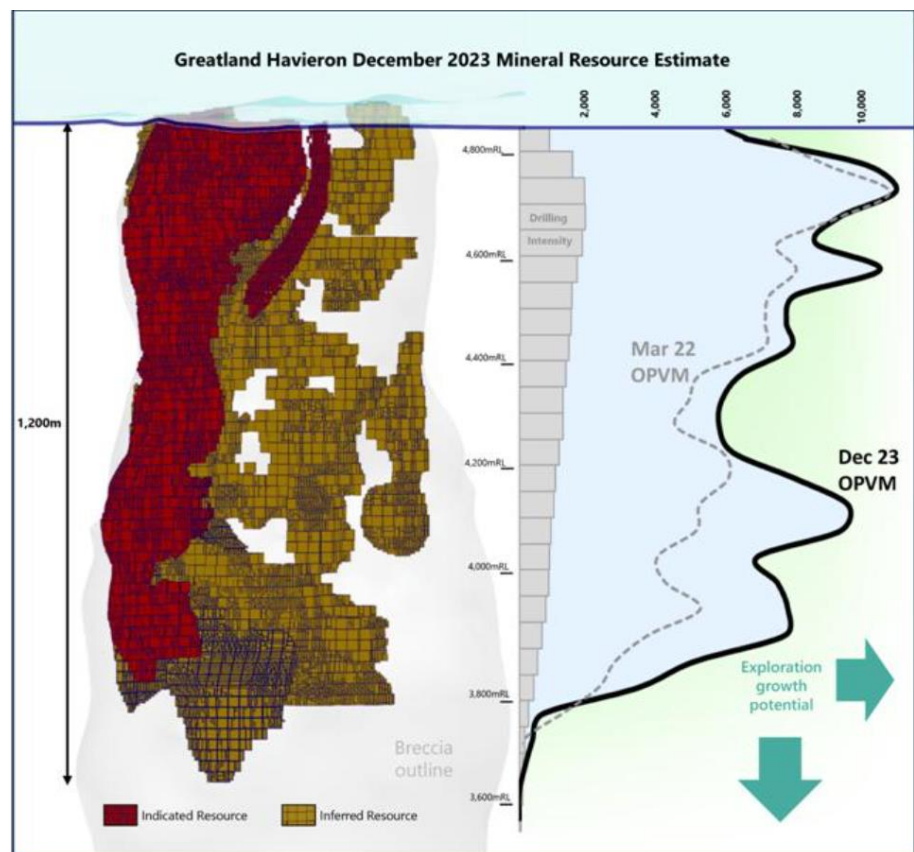 Greatland Havieron December 2023 Mineral Resource Estimate
2,000
4,000
6,000
8,000
10,000
4,800mRL
Drilling
Intensity
4,600mRL
Mar 22
OPVM
4,400mRL
1,200m
4,200mRL
Dec 23
OPVM
4,000mRL
Exploration
growth
potential
3,800mRL
Breccia
outline
3,600mRL
Indicated Resource
Inferred Resource